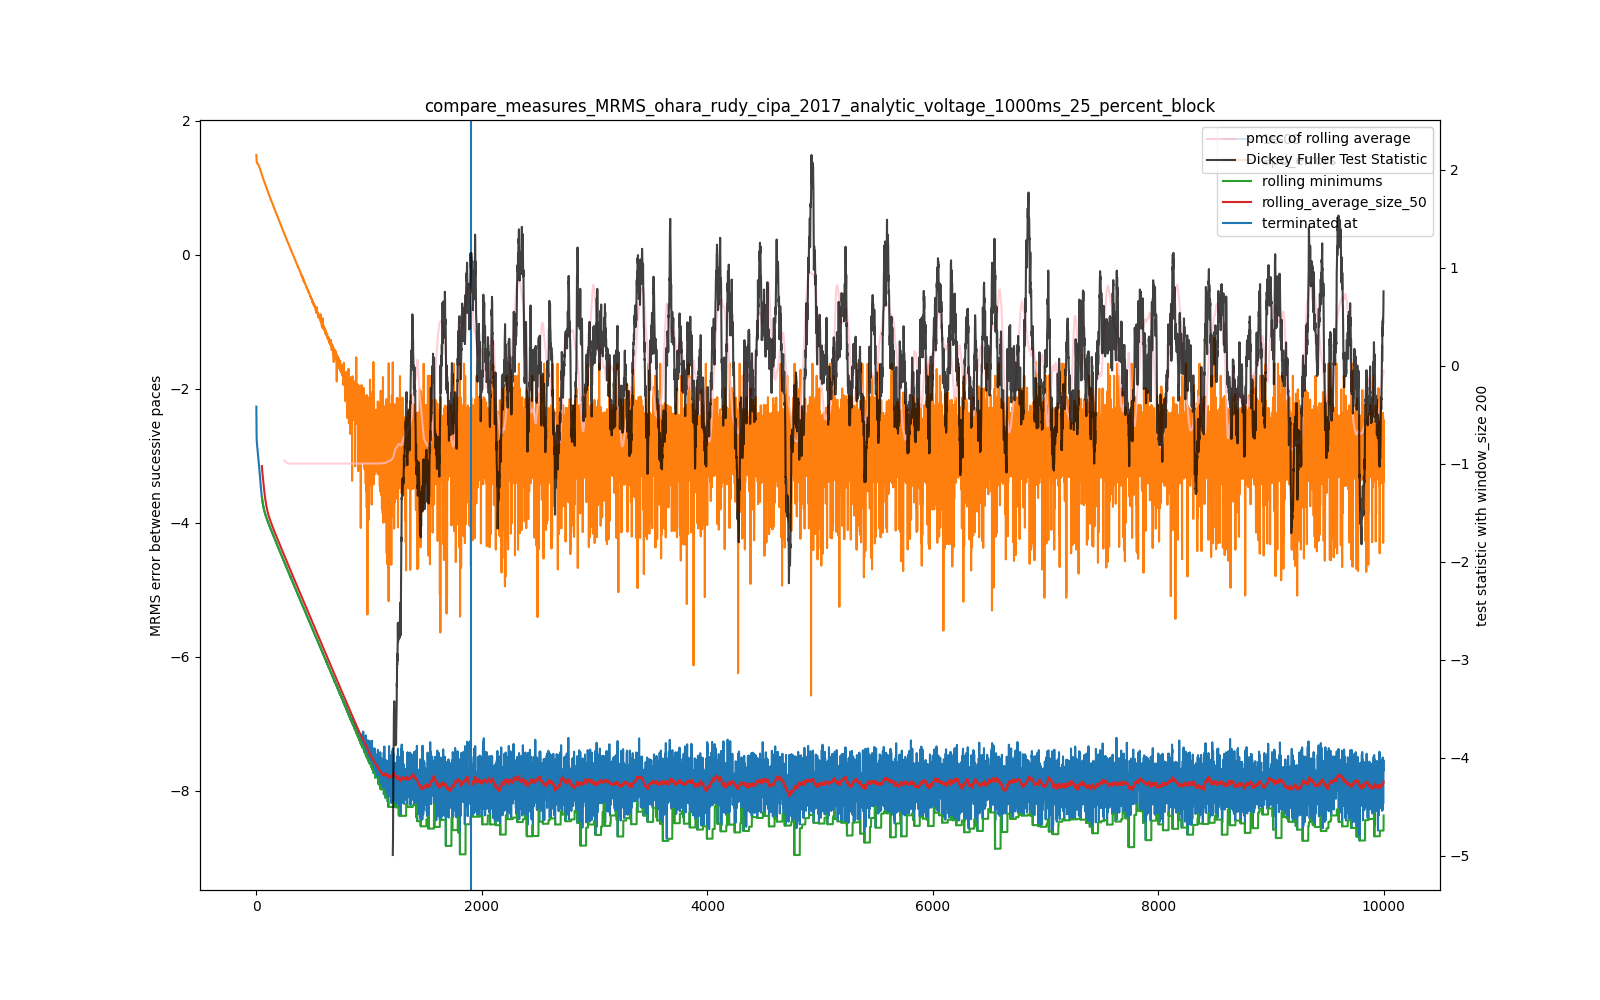 compare_measures_MRMS_ohara_rudy_cipa_2017_analytic_voltage_1000ms_25_percent_block
MRMS error between sucessive paces
2
0
−2
−4
−6
−8
0
2000
4000
6000
8000
10000
2
1
0
−1
−2
−3
−4
−5
test statistic with window_size 200
pmcc of rolling average
Dickey Fuller Test Statistic
rolling minimums
rolling_average_size_50
terminated at